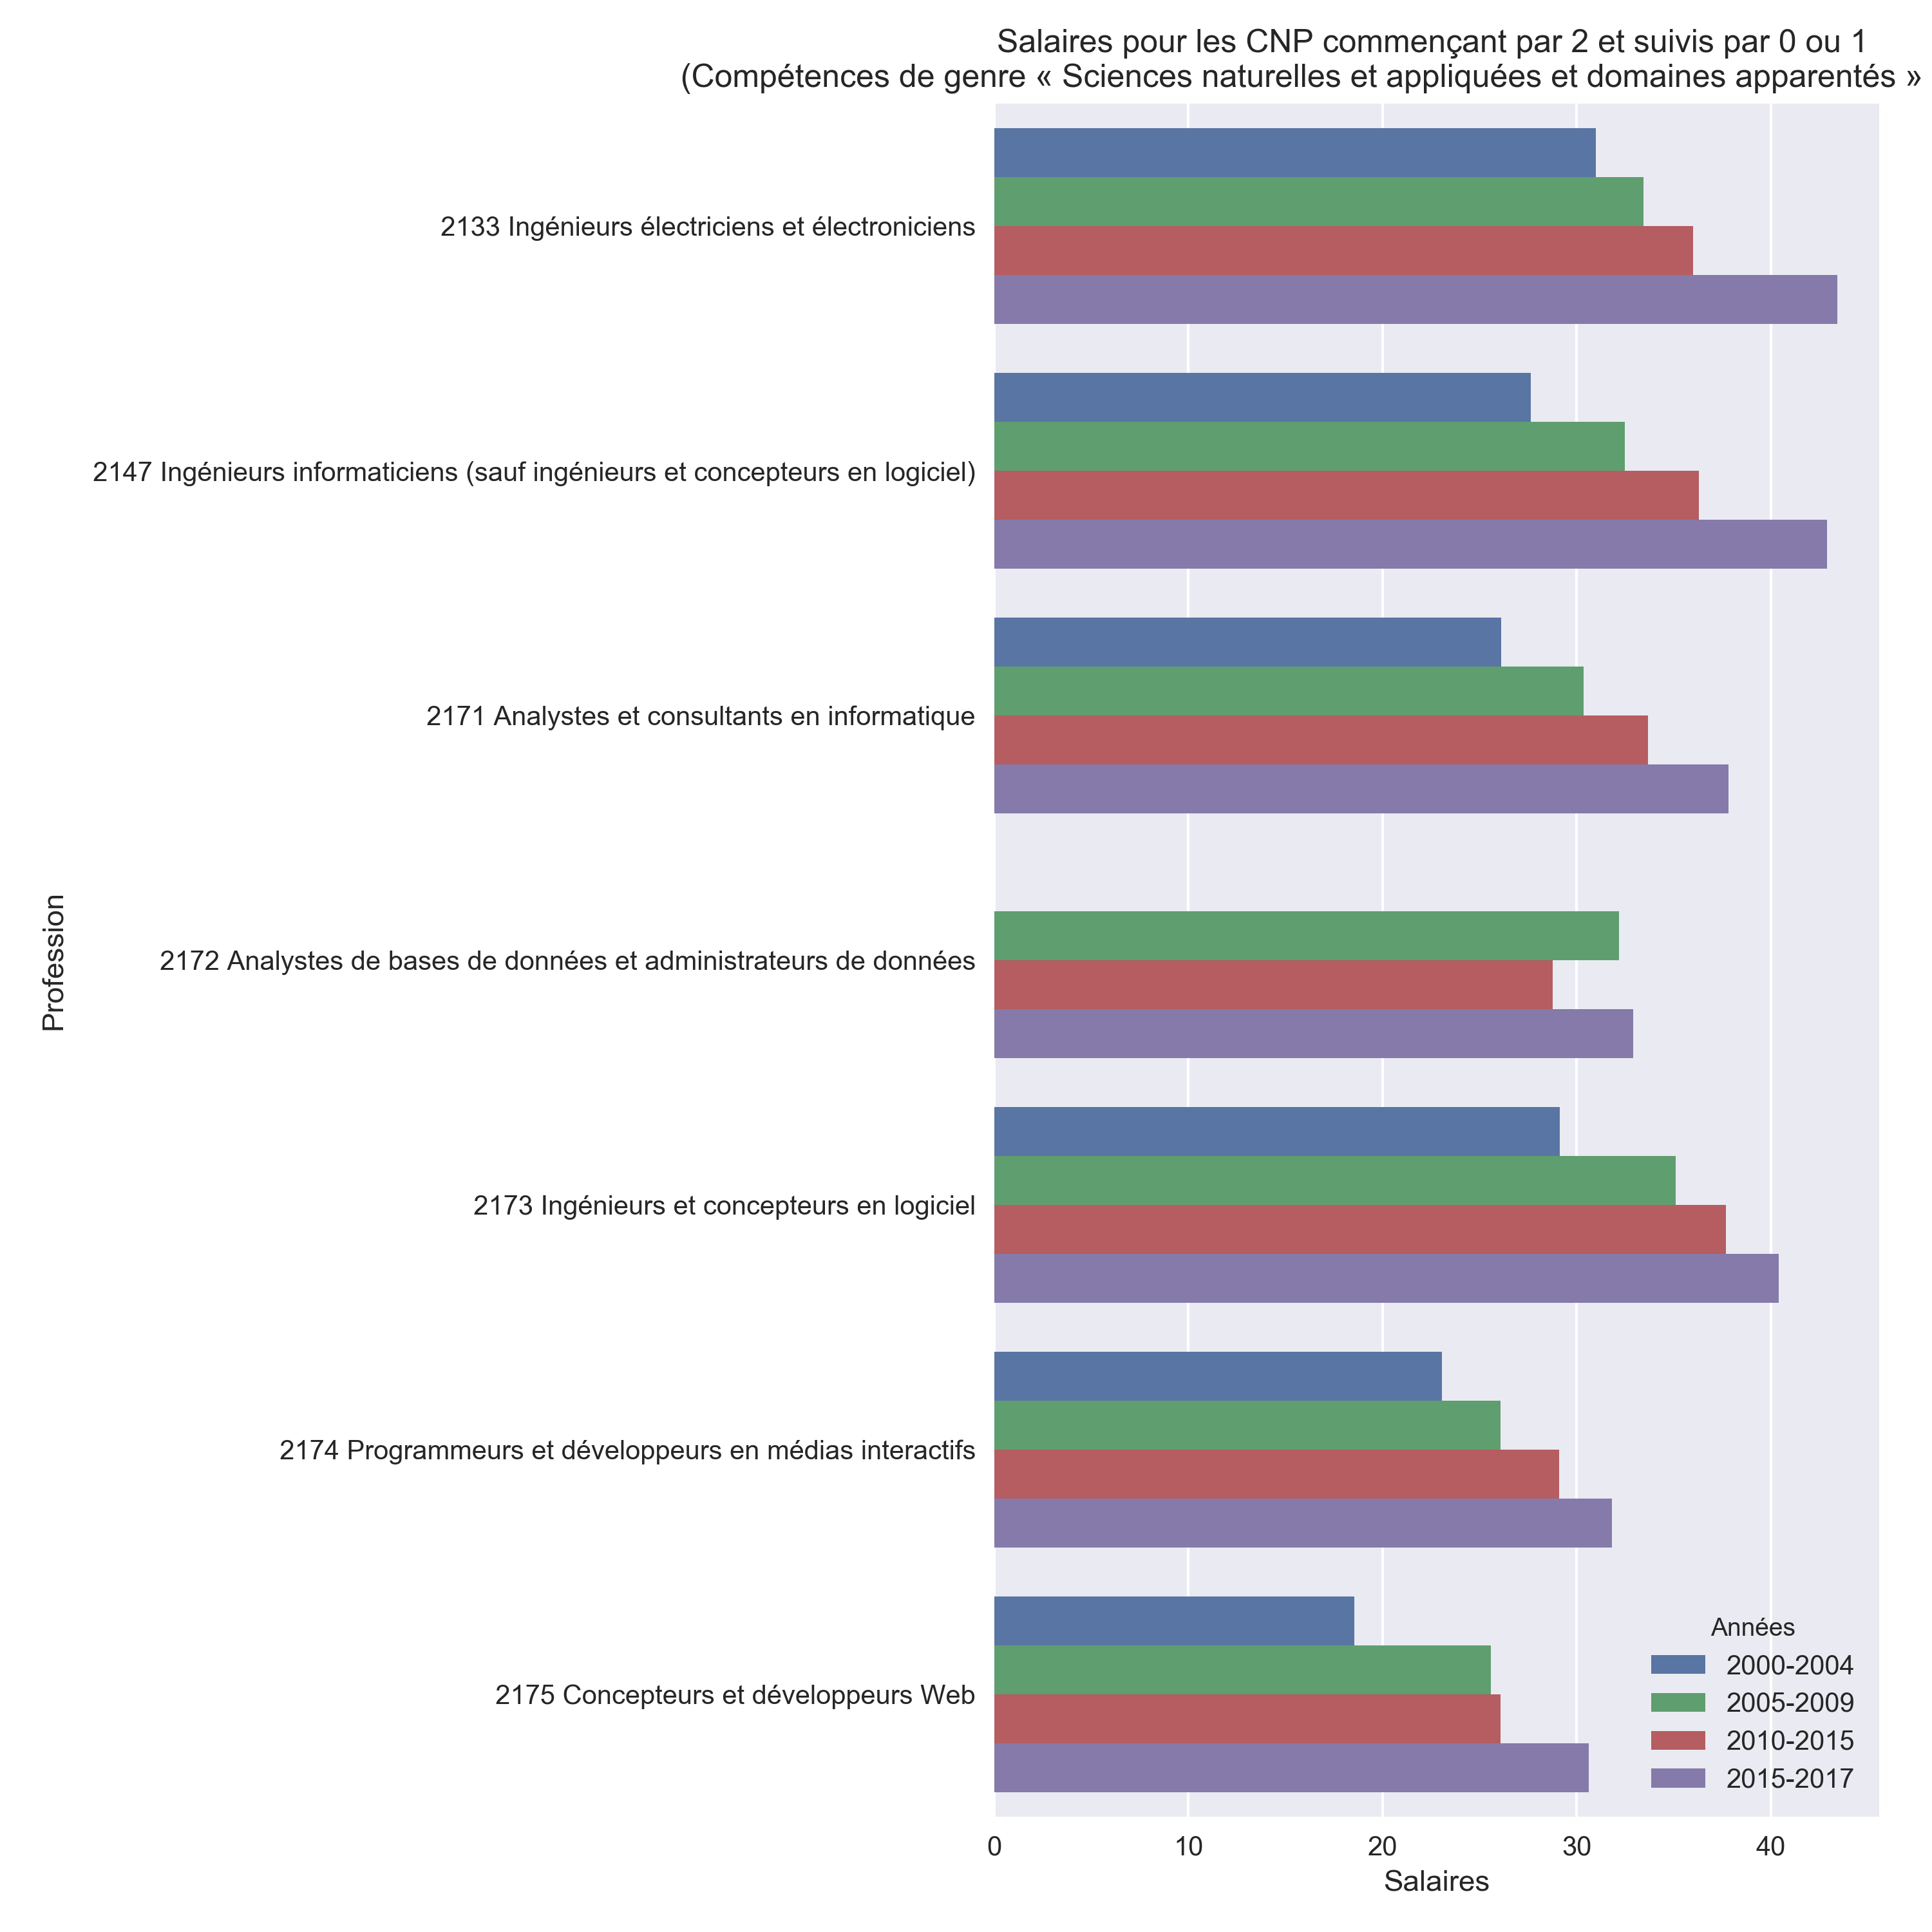 Salaires pour les CNP commençant par 2 et suivis par 0 ou 1
(Compétences de genre « Sciences naturelles et appliquées et domaines apparentés »
Profession
2133 Ingénieurs électriciens et électroniciens
2147 Ingénieurs informaticiens (sauf ingénieurs et concepteurs en logiciel)
2171 Analystes et consultants en informatique
2172 Analystes de bases de données et administrateurs de données
2173 Ingénieurs et concepteurs en logiciel
2174 Programmeurs et développeurs en médias interactifs
2175 Concepteurs et développeurs Web
Années
2000-2004
2005-2009
2010-2015
2015-2017
0 10 20 30 40
Salaires